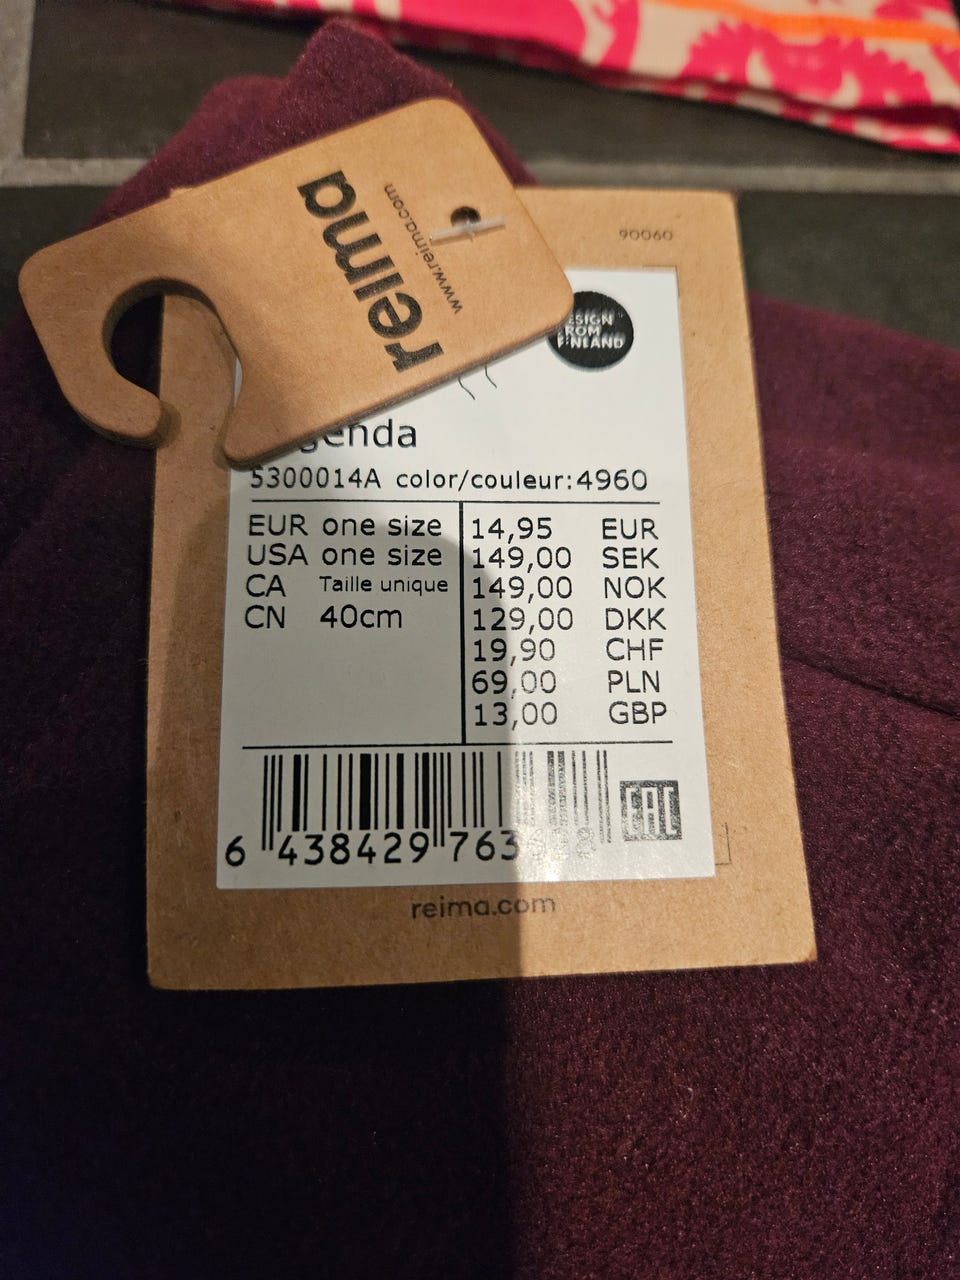 reima
www.reima.com
90060
DESIGN
FROM
FINLAND
5300014A color/couleur:4960
EUR one size 14,95 EUR
USA one size 149,00 SEK
CA Taille unique 149,00 NOK
CN 40cm 129,00 DKK
19,90 CHF
69,00 PLN
13,00 GBP
6 438429
EAC
reima.com